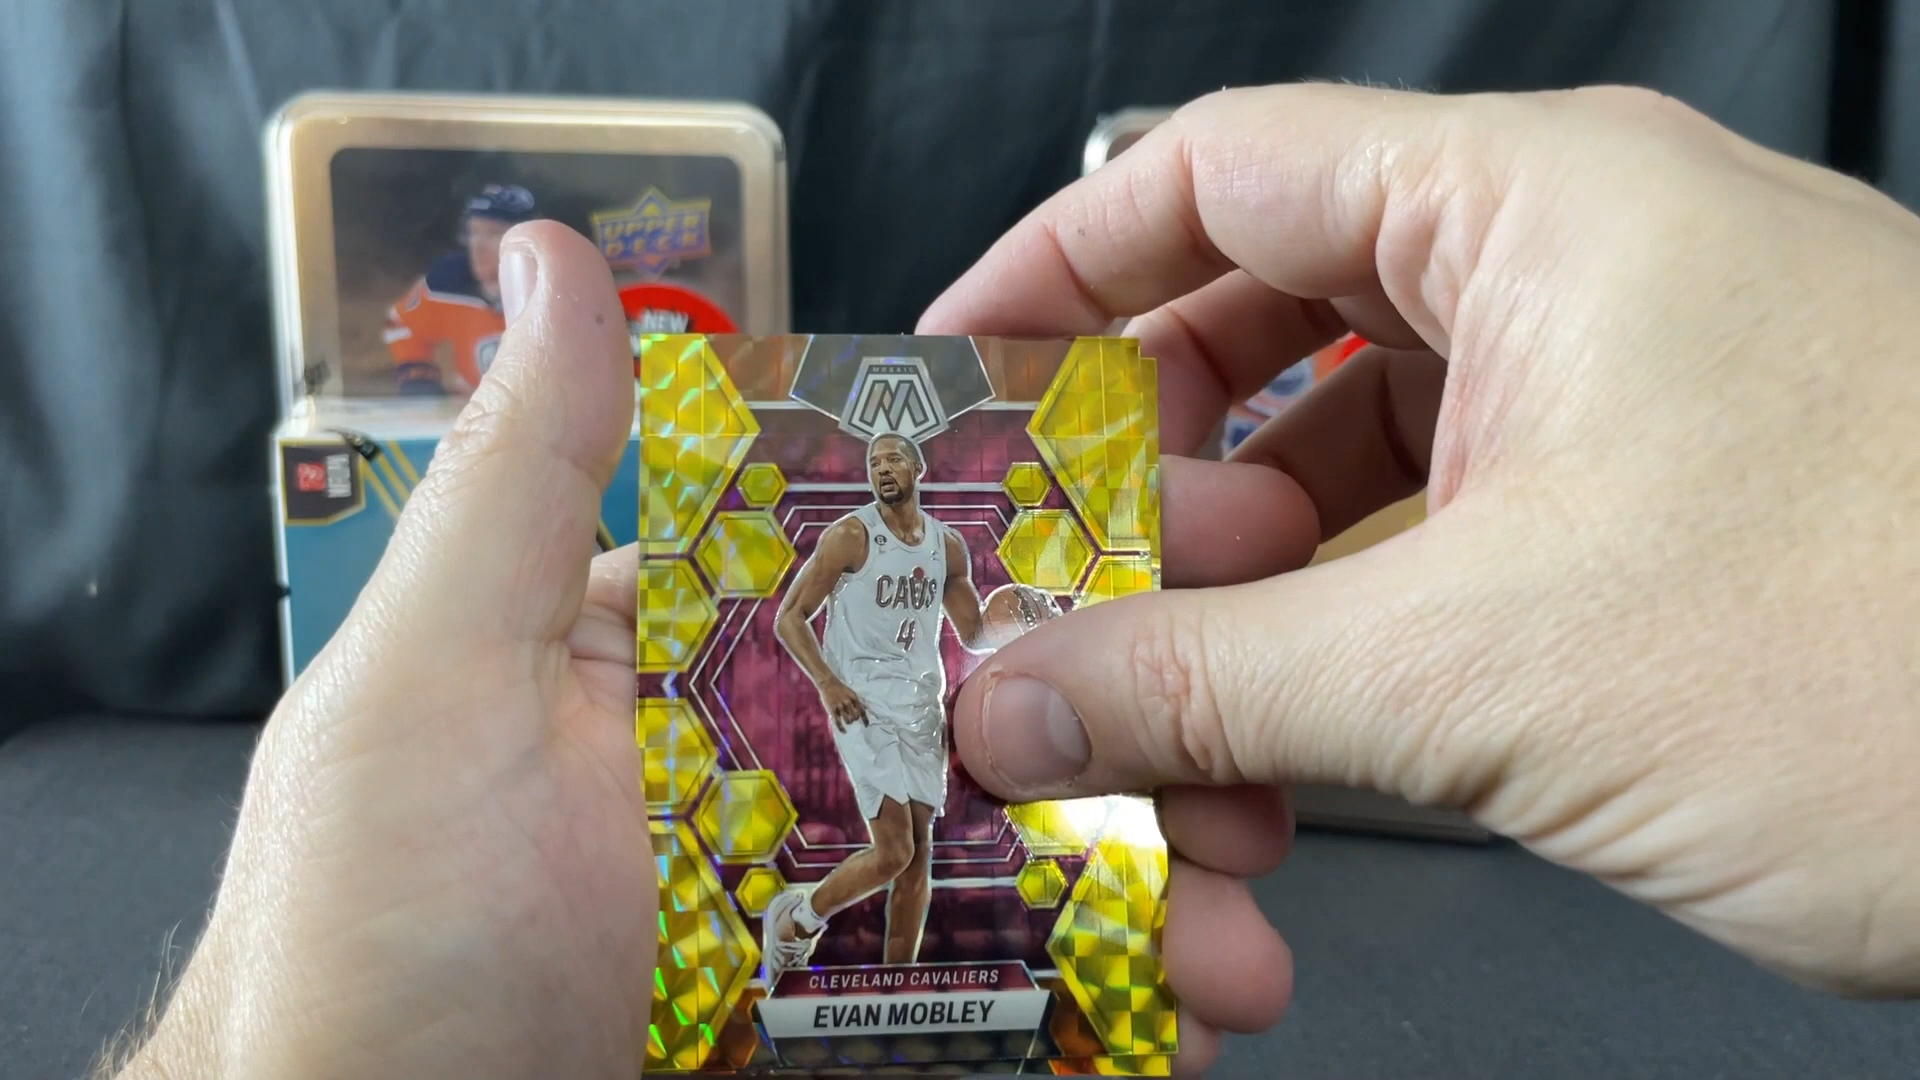 UPPER
DECK
NEW
MOSAIC
CAVS
4
CLEVELAND CAVALIERS
EVAN MOBLEY